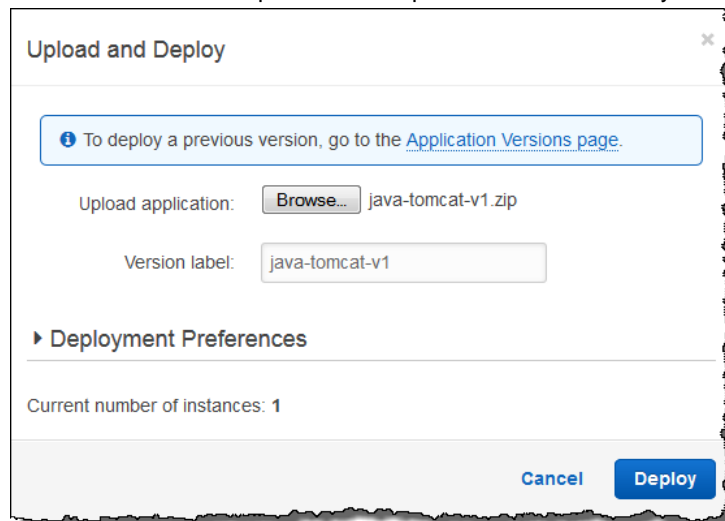 Upload and Deploy
To deploy a previous version, go to the Application Versions page.
Upload application: Browse... java-tomcat-v1.zip
Version label: java-tomcat-v1
Deployment Preferences
Current number of instances: 1
Cancel Deploy